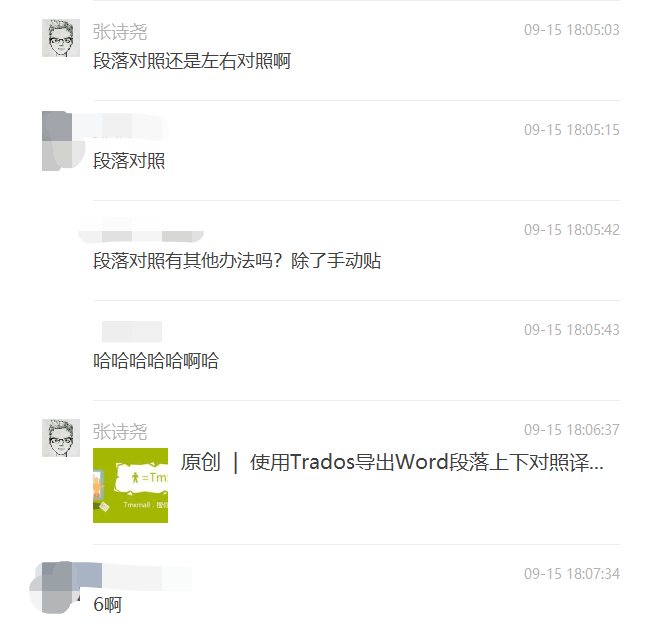 张诗尧
09-15 18:05:03
段落对照还是左右对照啊
09-15 18:05:15
段落对照
09-15 18:05:42
段落对照有其他办法吗？除了手动贴
09-15 18:05:43
哈哈哈哈哈啊哈
张诗尧
09-15 18:06:37
原创 | 使用Trados导出Word段落上下对照译...
=Tm
Tmxmall
09-15 18:07:34
6啊